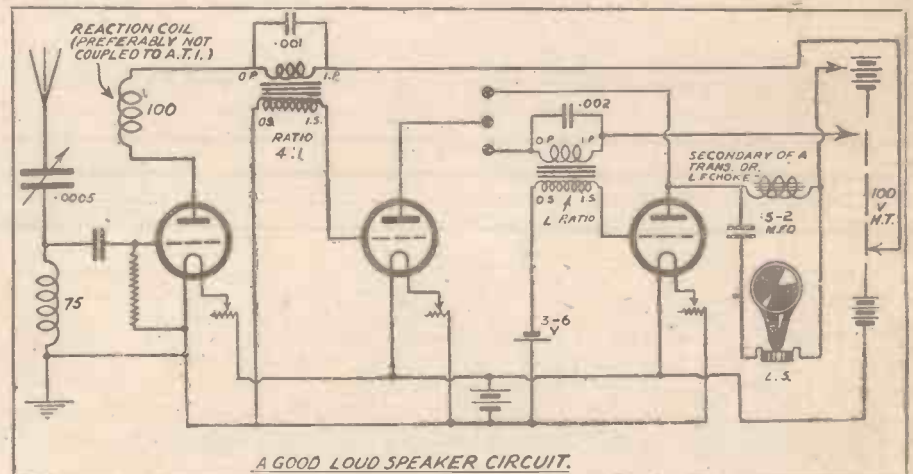 REACTION COIL
(PREFERABLY NOT
COUPLED TO A.T.I.)
100
.001
O.P. I.P.
O.S. I.S.
RATIO
4:1
.0005
75
.002
O.P. I.P.
O.S. I.S.
L RATIO
3-6
V
SECONDARY OF A
TRANS. OR
L.F. CHOKE
.5-2
M.FD
L.S.
100
V
H.T.
A GOOD LOUD SPEAKER CIRCUIT.